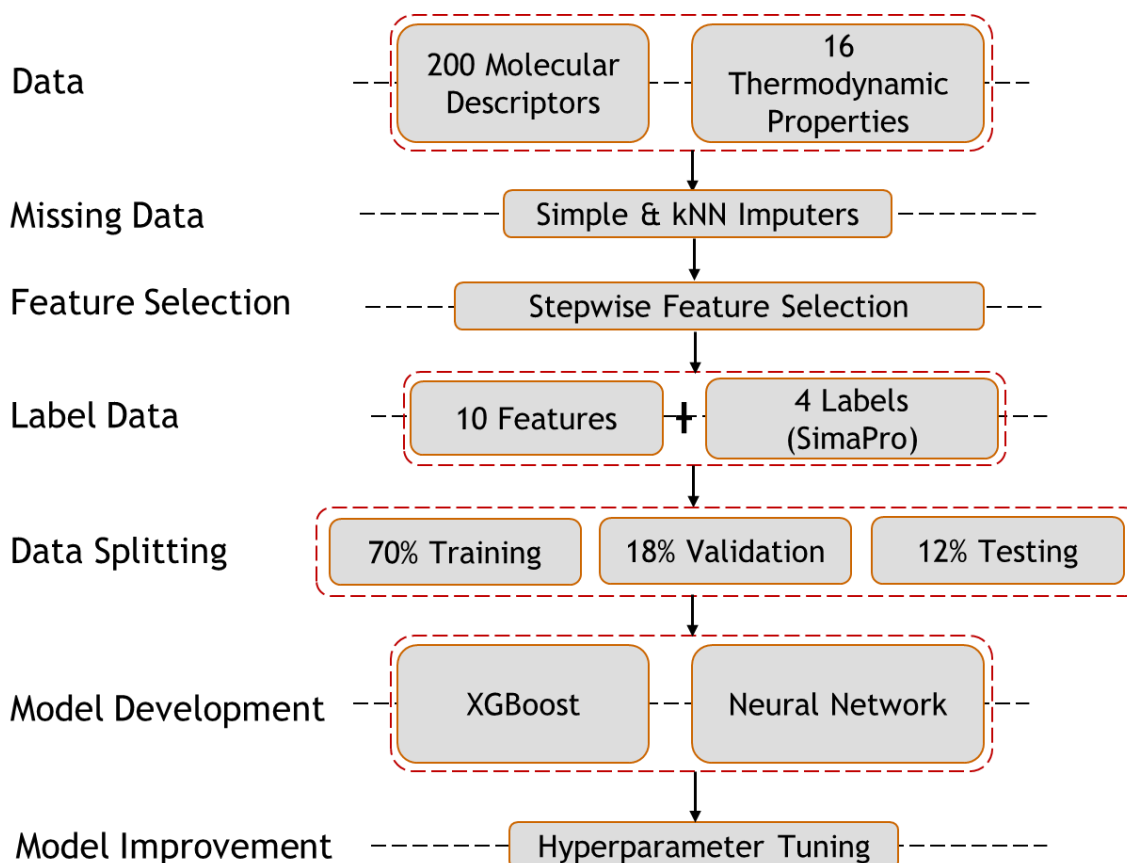 Data
200 Molecular
Descriptors
16
Thermodynamic
Properties
Missing Data
Simple & kNN Imputers
Feature Selection
Stepwise Feature Selection
Label Data
10 Features
+
4 Labels
(SimaPro)
Data Splitting
70% Training
18% Validation
12% Testing
Model Development
XGBoost
Neural Network
Model Improvement
Hyperparameter Tuning